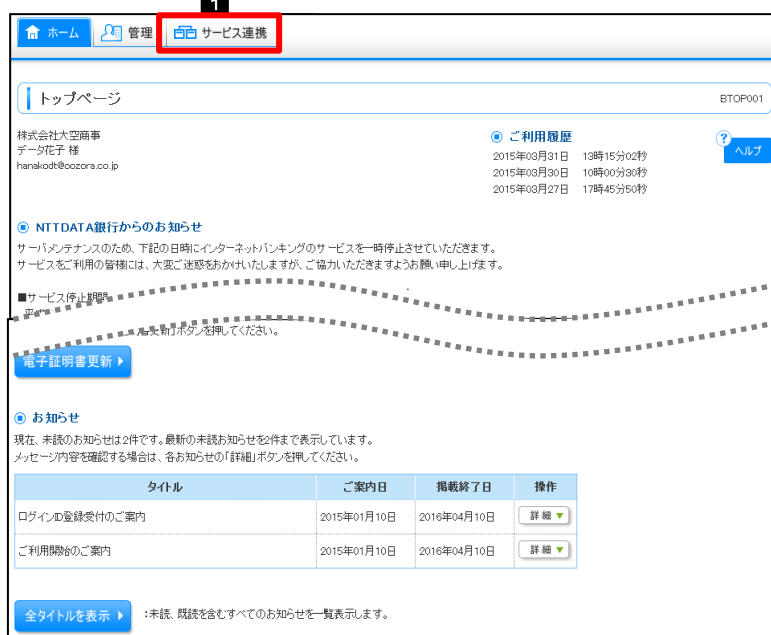 1
ホーム 管理 サービス連携
トップページ BTOP001
株式会社大空商事
データ花子 様
hanakodt@oozora.co.jp
ご利用履歴
2015年03月31日 13時15分02秒
2015年03月30日 10時00分30秒
2015年03月27日 17時45分50秒
? ヘルプ
NTTDATA銀行からのお知らせ
サーバメンテナンスのため、下記の日時にインターネットバンキングのサービスを一時停止させていただきます。
サービスをご利用の皆様には、大変ご迷惑をおかけいたしますが、ご協力いただきますようお願い申し上げます。
■サービス停止期間
書更新」ボタンを押してください。
電子証明書更新
お知らせ
現在、未読のお知らせは2件です。最新の未読お知らせを2件まで表示しています。
メッセージ内容を確認する場合は、各お知らせの「詳細」ボタンを押してください。
タイトル ご案内日 掲載終了日 操作
ログインID登録受付のご案内 2015年01月10日 2016年04月10日 詳細▼
ご利用開始のご案内 2015年01月10日 2016年04月10日 詳細▼
全タイトルを表示 :未読、既読を含むすべてのお知らせを一覧表示します。